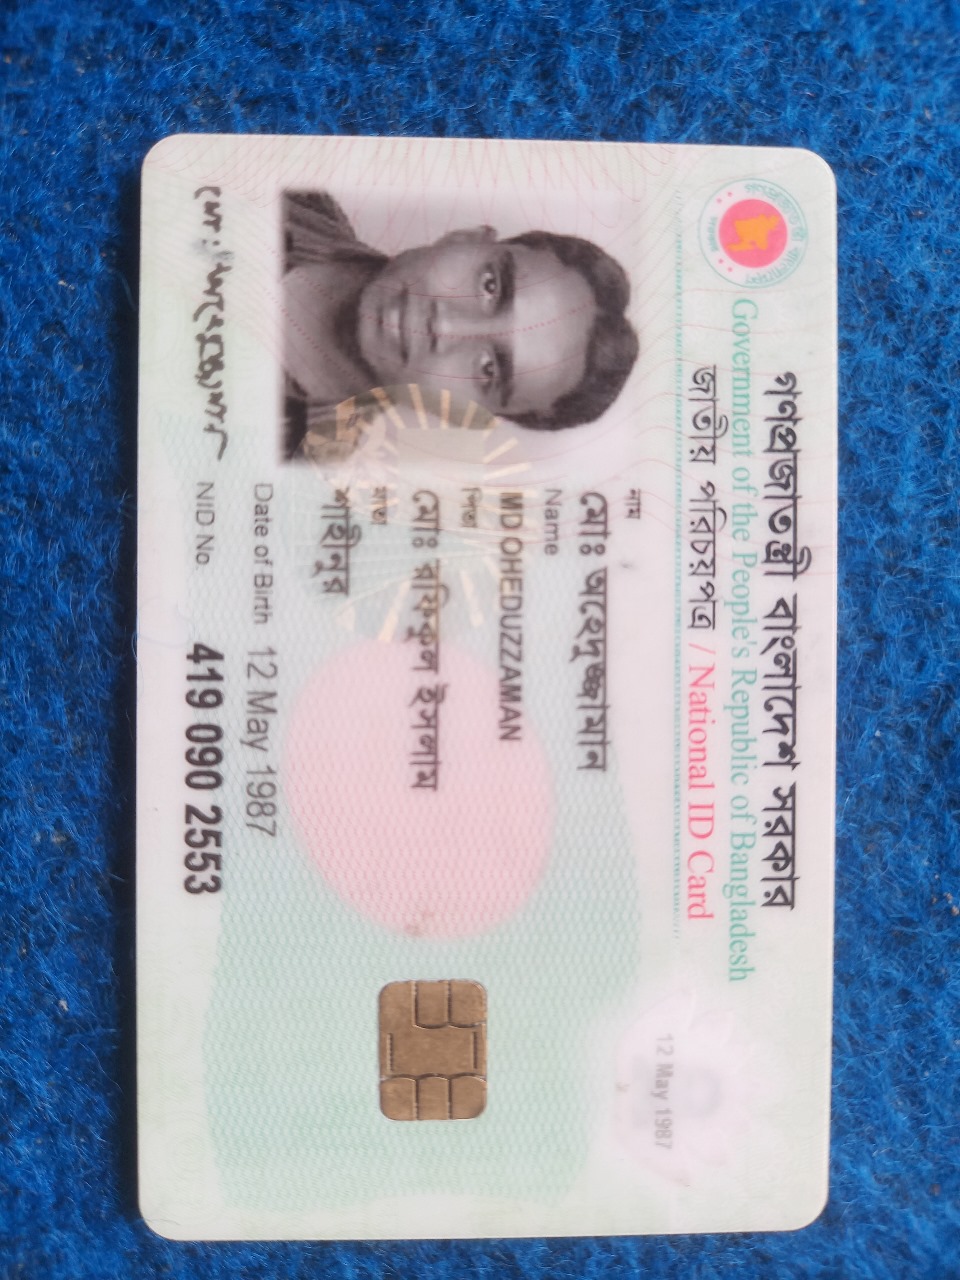 গণপ্রজাতন্ত্রী বাংলাদেশ সরকার
Government of the People's Republic of Bangladesh
জাতীয় পরিচয়পত্র / National ID Card
12 May 1987
নাম
মোঃ অহেদুজ্জামান
Name
MD OHEDUZZAMAN
পিতা
মোঃ রফিকুল ইসলাম
মাতা
শাহীনুর
Date of Birth 12 May 1987
NID No. 419 090 2553
মো: অহেদুজ্জামান